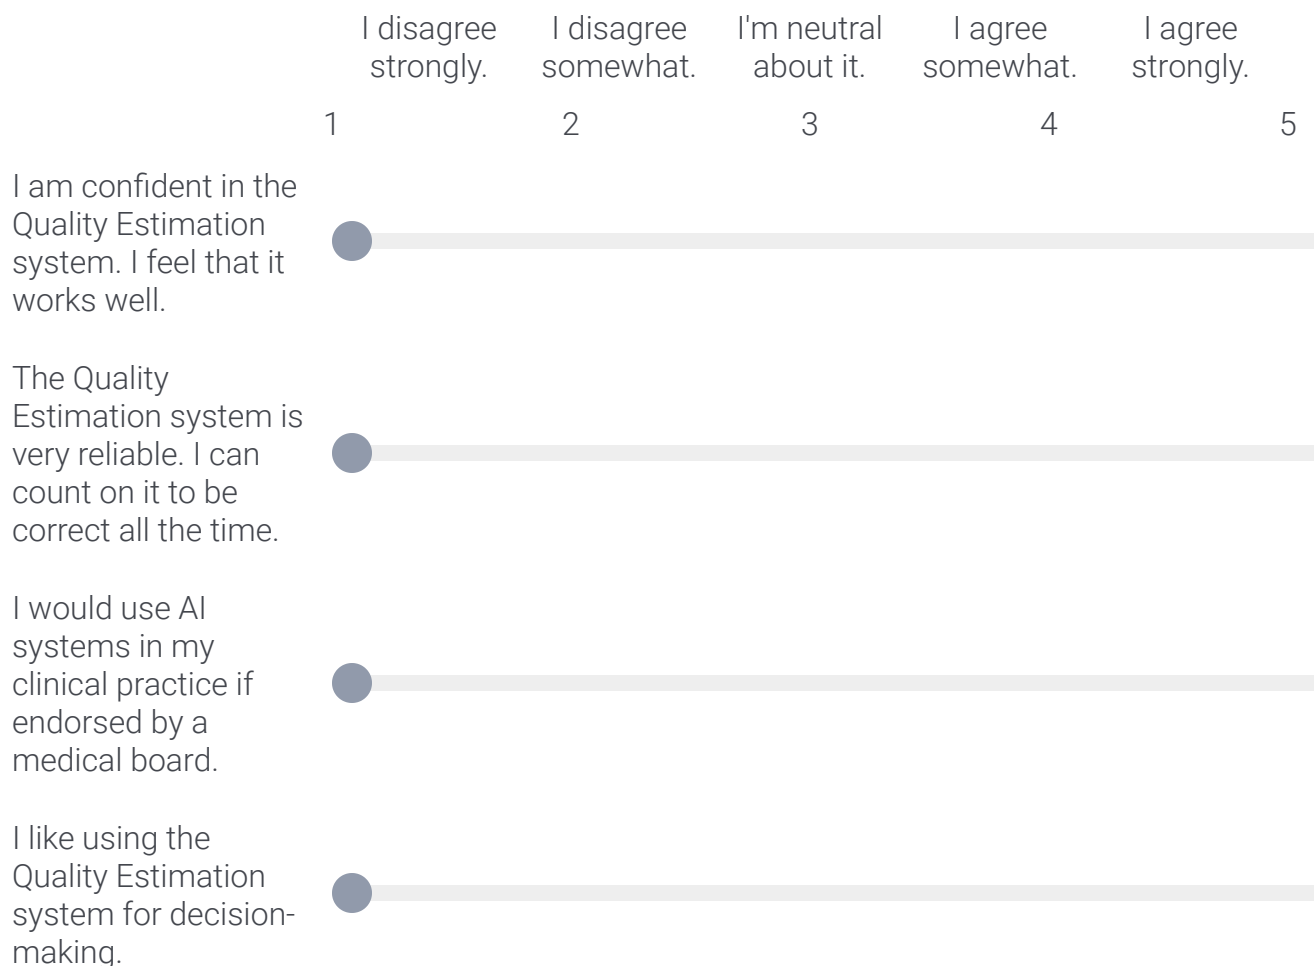 I disagree strongly.
I disagree somewhat.
I'm neutral about it.
I agree somewhat.
I agree strongly.
1 2 3 4 5
I am confident in the
Quality Estimation
system. I feel that it
works well.
The Quality
Estimation system is
very reliable. I can
count on it to be
correct all the time.
I would use AI
systems in my
clinical practice if
endorsed by a
medical board.
I like using the
Quality Estimation
system for decision-
making.